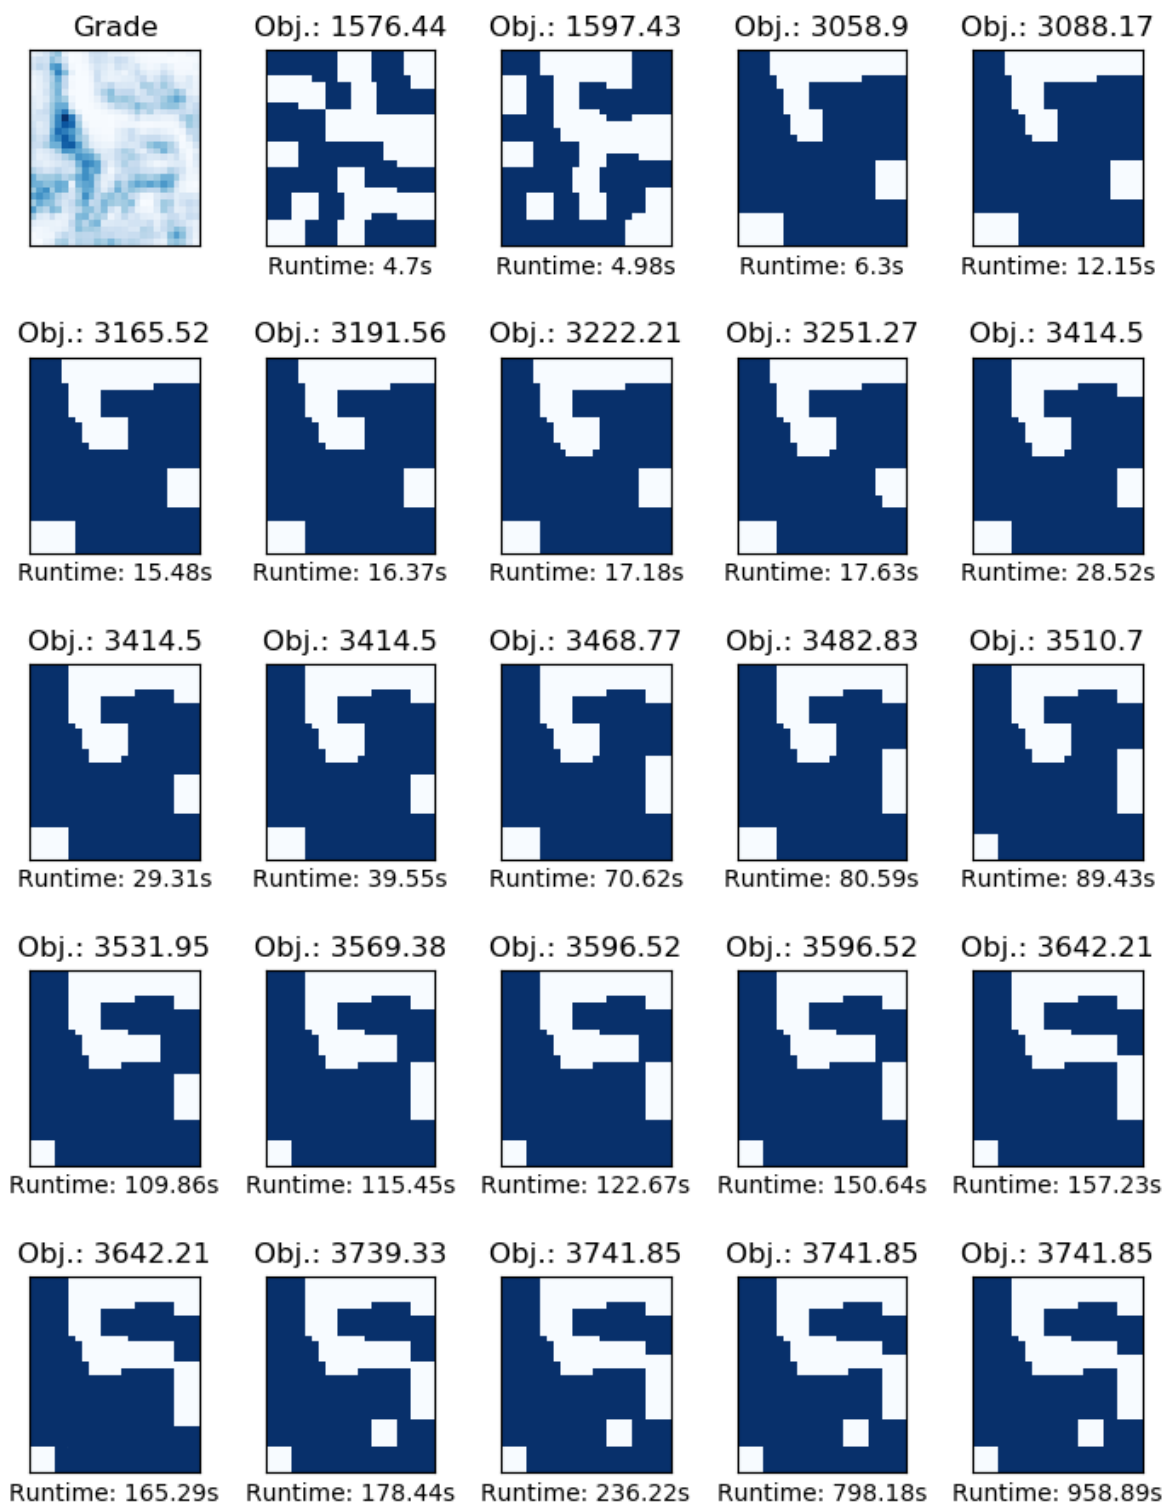 Grade
Obj.: 1576.44
Obj.: 1597.43
Obj.: 3058.9
Obj.: 3088.17
Runtime: 4.7s
Runtime: 4.98s
Runtime: 6.3s
Runtime: 12.15s
Obj.: 3165.52
Obj.: 3191.56
Obj.: 3222.21
Obj.: 3251.27
Obj.: 3414.5
Runtime: 15.48s
Runtime: 16.37s
Runtime: 17.18s
Runtime: 17.63s
Runtime: 28.52s
Obj.: 3414.5
Obj.: 3414.5
Obj.: 3468.77
Obj.: 3482.83
Obj.: 3510.7
Runtime: 29.31s
Runtime: 39.55s
Runtime: 70.62s
Runtime: 80.59s
Runtime: 89.43s
Obj.: 3531.95
Obj.: 3569.38
Obj.: 3596.52
Obj.: 3596.52
Obj.: 3642.21
Runtime: 109.86s
Runtime: 115.45s
Runtime: 122.67s
Runtime: 150.64s
Runtime: 157.23s
Obj.: 3642.21
Obj.: 3739.33
Obj.: 3741.85
Obj.: 3741.85
Obj.: 3741.85
Runtime: 165.29s
Runtime: 178.44s
Runtime: 236.22s
Runtime: 798.18s
Runtime: 958.89s